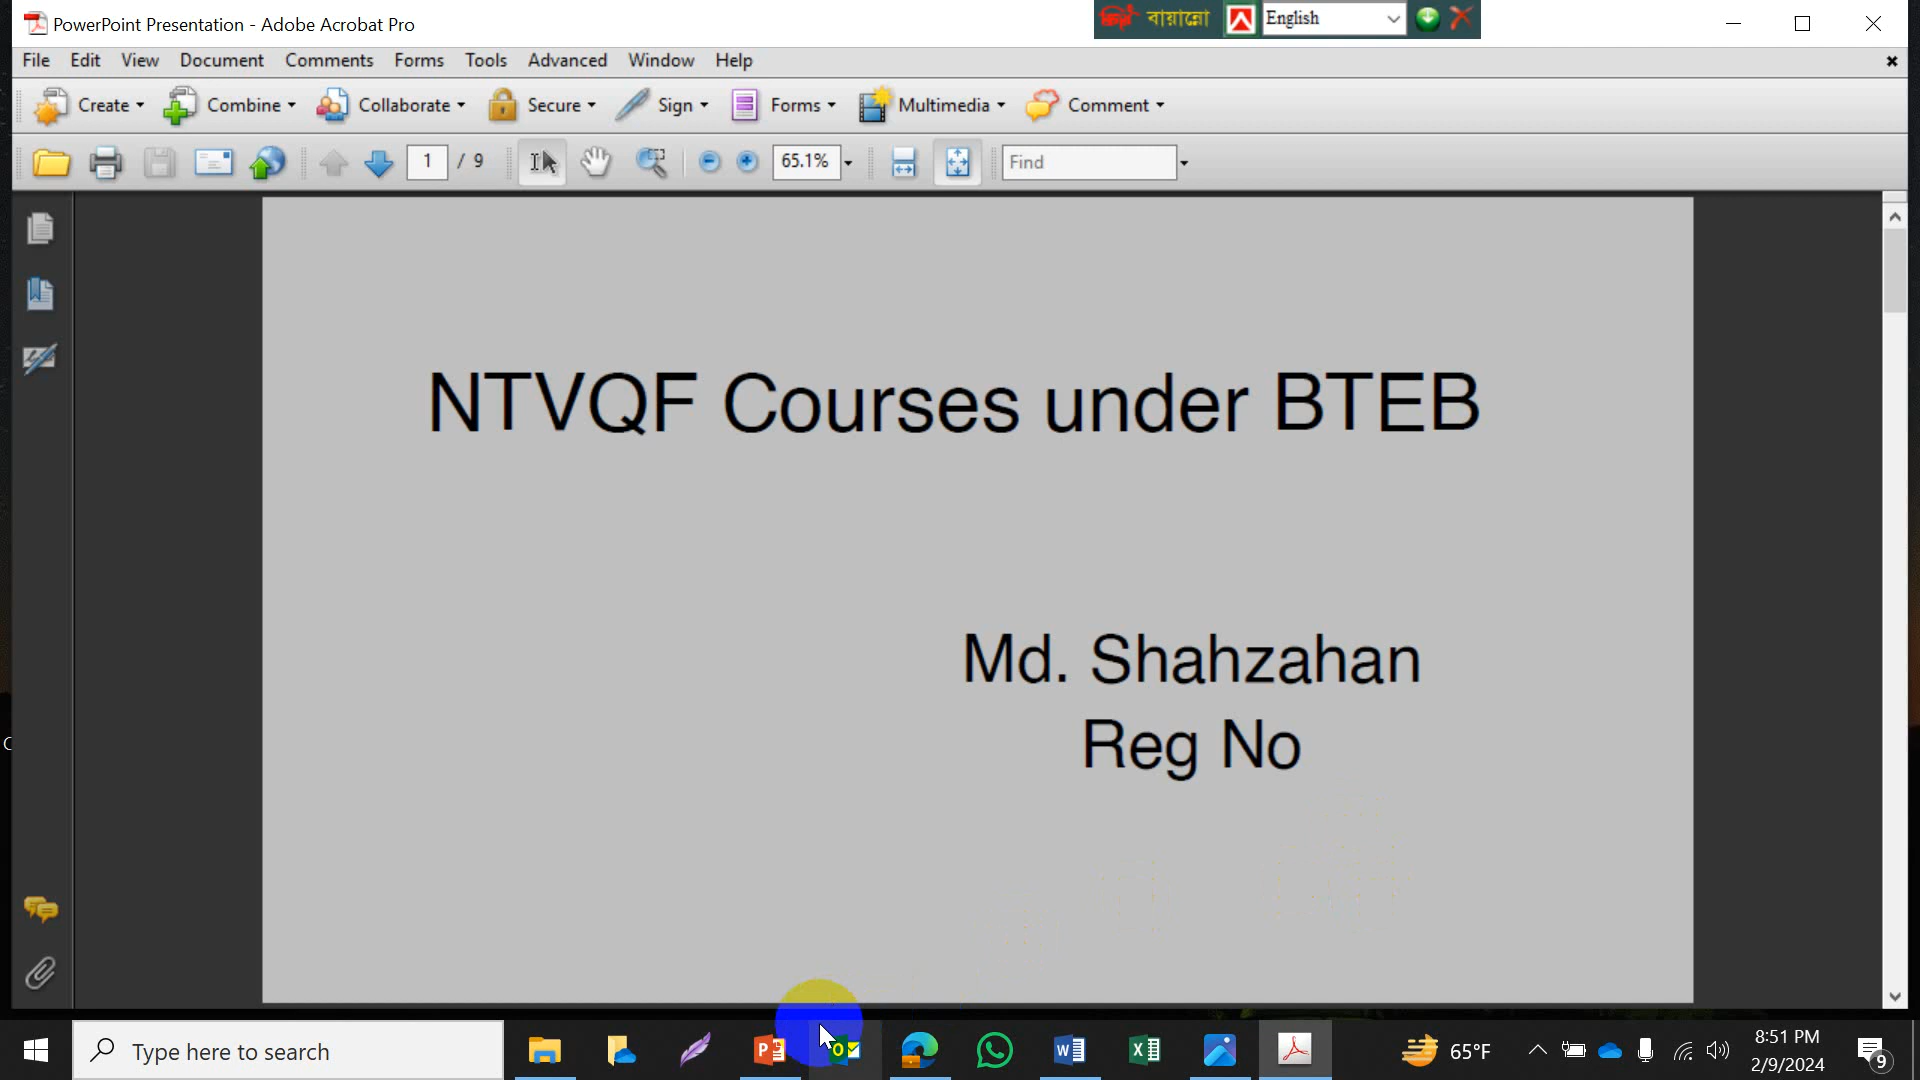 PowerPoint Presentation - Adobe Acrobat Pro
বায়ান্নো
English
File Edit View Document Comments Forms Tools Advanced Window Help
Create Combine Collaborate Secure Sign Forms Multimedia Comment
1 / 9 65.1% Find
NTVQF Courses under BTEB
Md. Shahzahan
Reg No
Type here to search
65°F
8:51 PM
2/9/2024
9